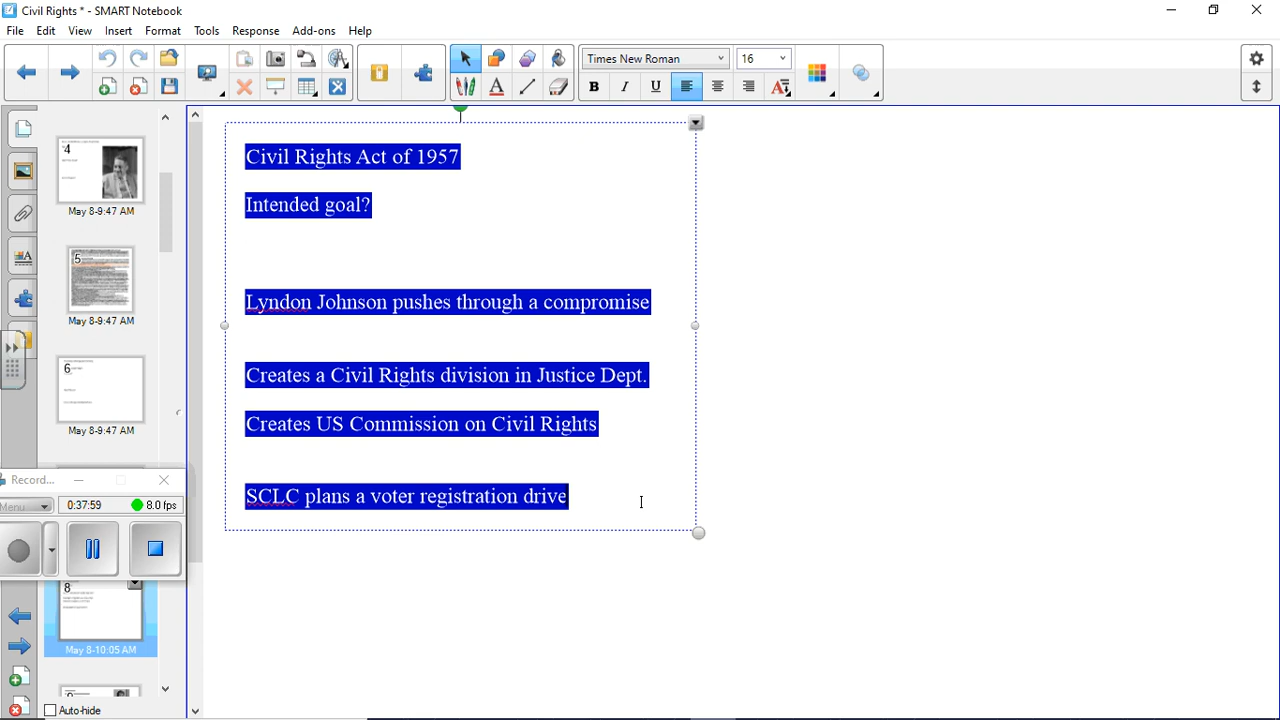 Civil Rights * - SMART Notebook
File Edit View Insert Format Tools Response Add-ons Help
Times New Roman 16
B I U A
Civil Rights Act of 1957
Intended goal?
Lyndon Johnson pushes through a compromise
Creates a Civil Rights division in Justice Dept.
Creates US Commission on Civil Rights
SCLC plans a voter registration drive
4
May 8-9:47 AM
5
May 8-9:47 AM
6
May 8-9:47 AM
Record...
Menu 0:37:59 8.0 fps
8
May 8-10:05 AM
9
Auto-hide